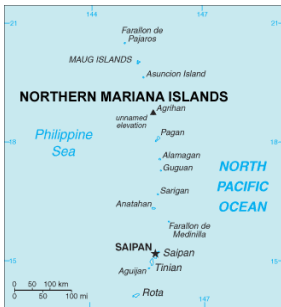 21
147
Farallon de
Pajaros
MAUG ISLANDS
Asuncion Island
NORTHERN MARIANA ISLANDS
Agrihan
unnamed
elevation
Philippine
Sea
Pagan
18
18
Alamagan
Guguan
NORTH
PACIFIC
OCEAN
Sarigan
Anatahan
Farallon de
Medinilla
SAIPAN
Saipan
15
15
Tinian
Aguijan
0 50 100 km
0 50 100 mi
Rota
147